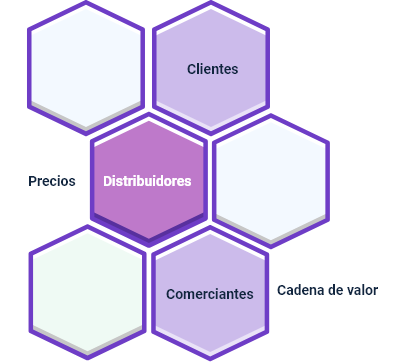 Clientes
Precios
Distribuidores
Comerciantes
Cadena de valor